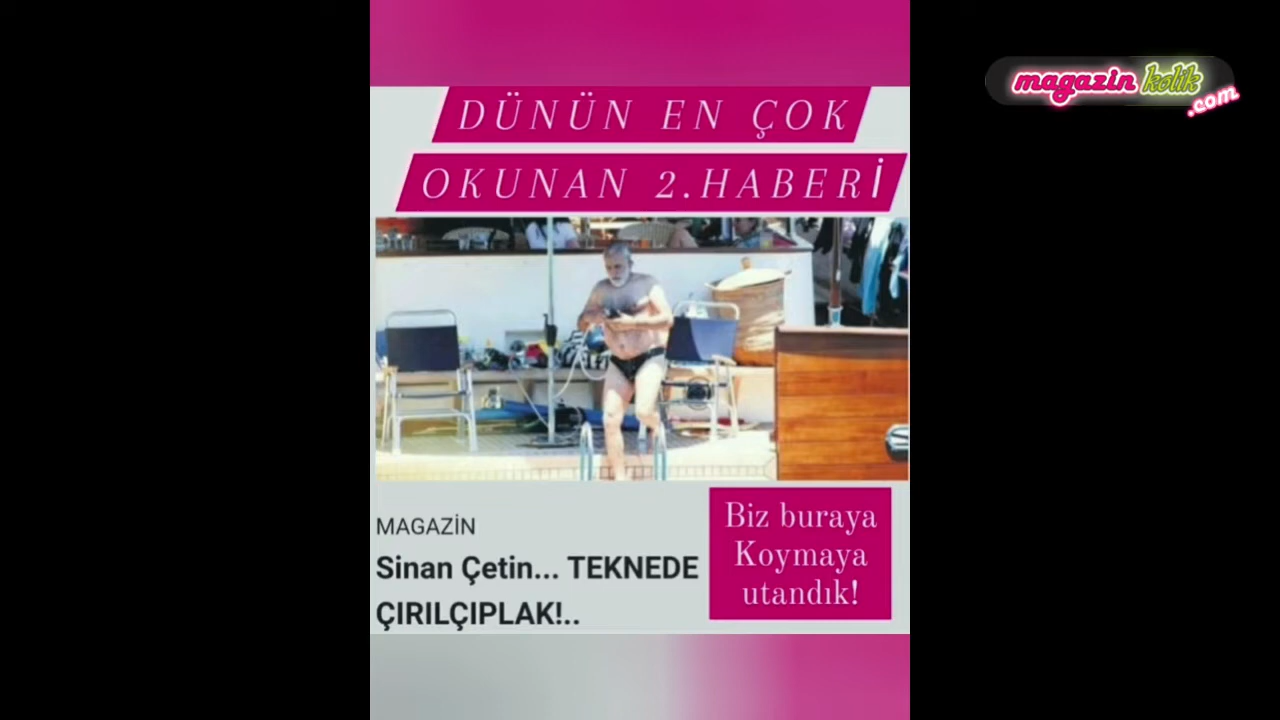 magazin kolik
.com
DÜNÜN EN ÇOK
OKUNAN 2.HABERİ
MAGAZİN
Sinan Çetin... TEKNEDE
ÇIRILÇIPLAK!..
Biz buraya
Koymaya
utandık!